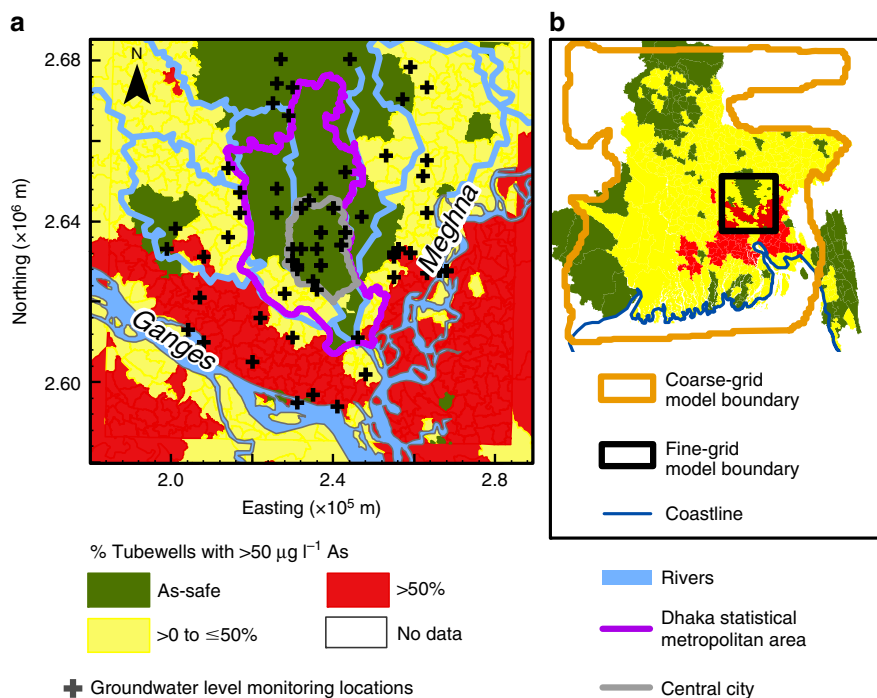 a
b
N
2.68
2.64
2.60
Northing (×10⁶ m)
Meghna
Ganges
2.0
2.4
2.8
Easting (×10⁵ m)
Coarse-grid
model boundary
Fine-grid
model boundary
Coastline
% Tubewells with >50 µg l⁻¹ As
As-safe
>50%
>0 to ≤50%
No data
Groundwater level monitoring locations
Rivers
Dhaka statistical
metropolitan area
Central city